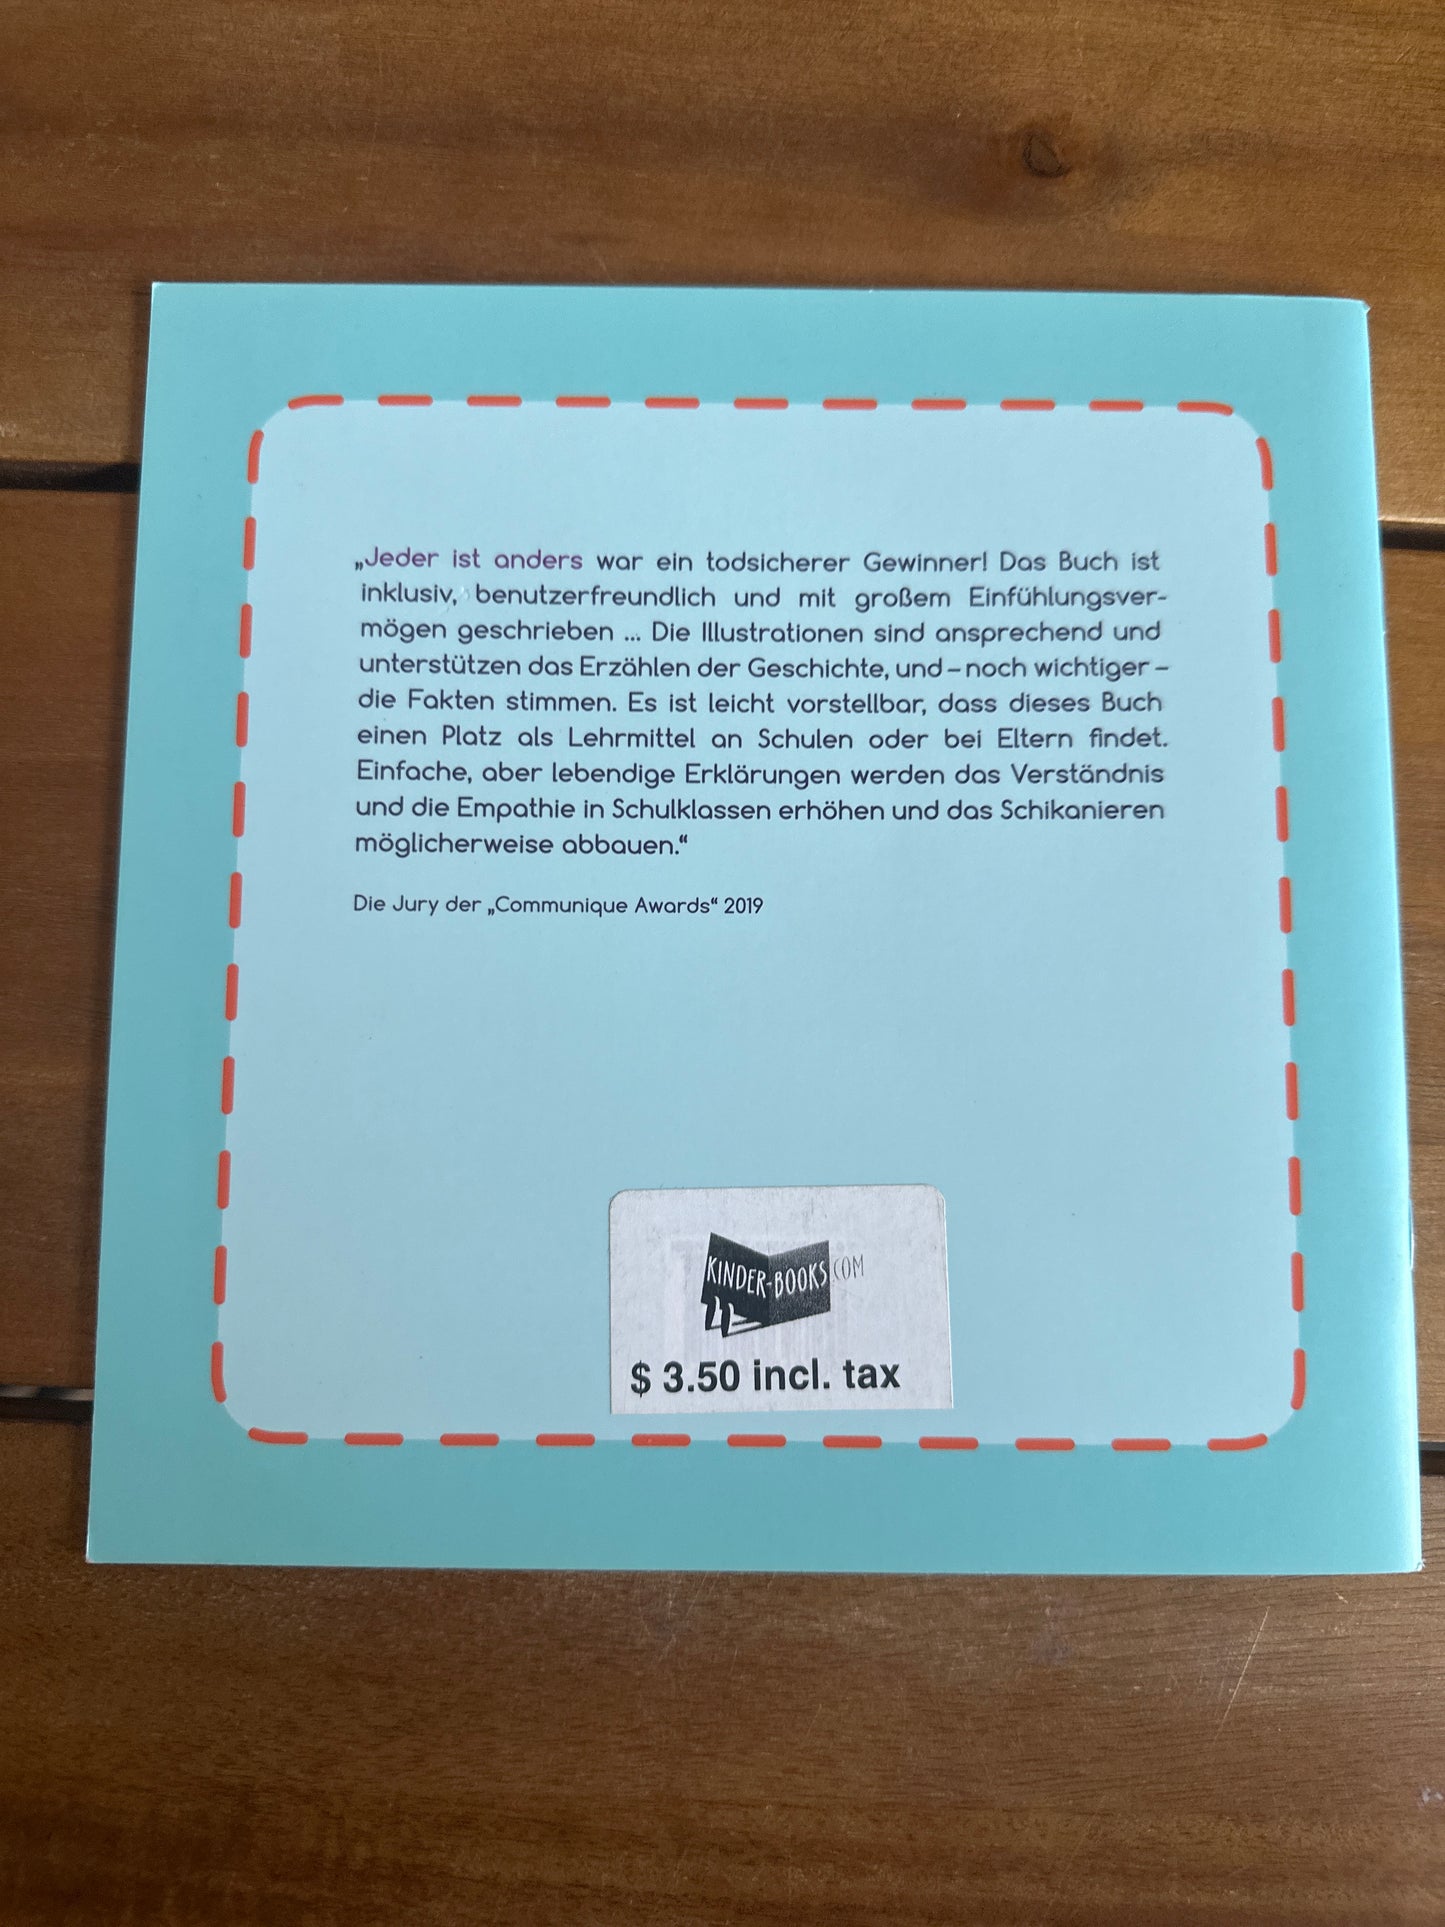 „Jeder ist anders war ein todsicherer Gewinner! Das Buch ist
inklusiv, benutzerfreundlich und mit großem Einfühlungsver-
mögen geschrieben ... Die Illustrationen sind ansprechend und
unterstützen das Erzählen der Geschichte, und – noch wichtiger –
die Fakten stimmen. Es ist leicht vorstellbar, dass dieses Buch
einen Platz als Lehrmittel an Schulen oder bei Eltern findet.
Einfache, aber lebendige Erklärungen werden das Verständnis
und die Empathie in Schulklassen erhöhen und das Schikanieren
möglicherweise abbauen.“
Die Jury der „Communique Awards“ 2019
KINDER-BOOKS.COM
$ 3.50 incl. tax